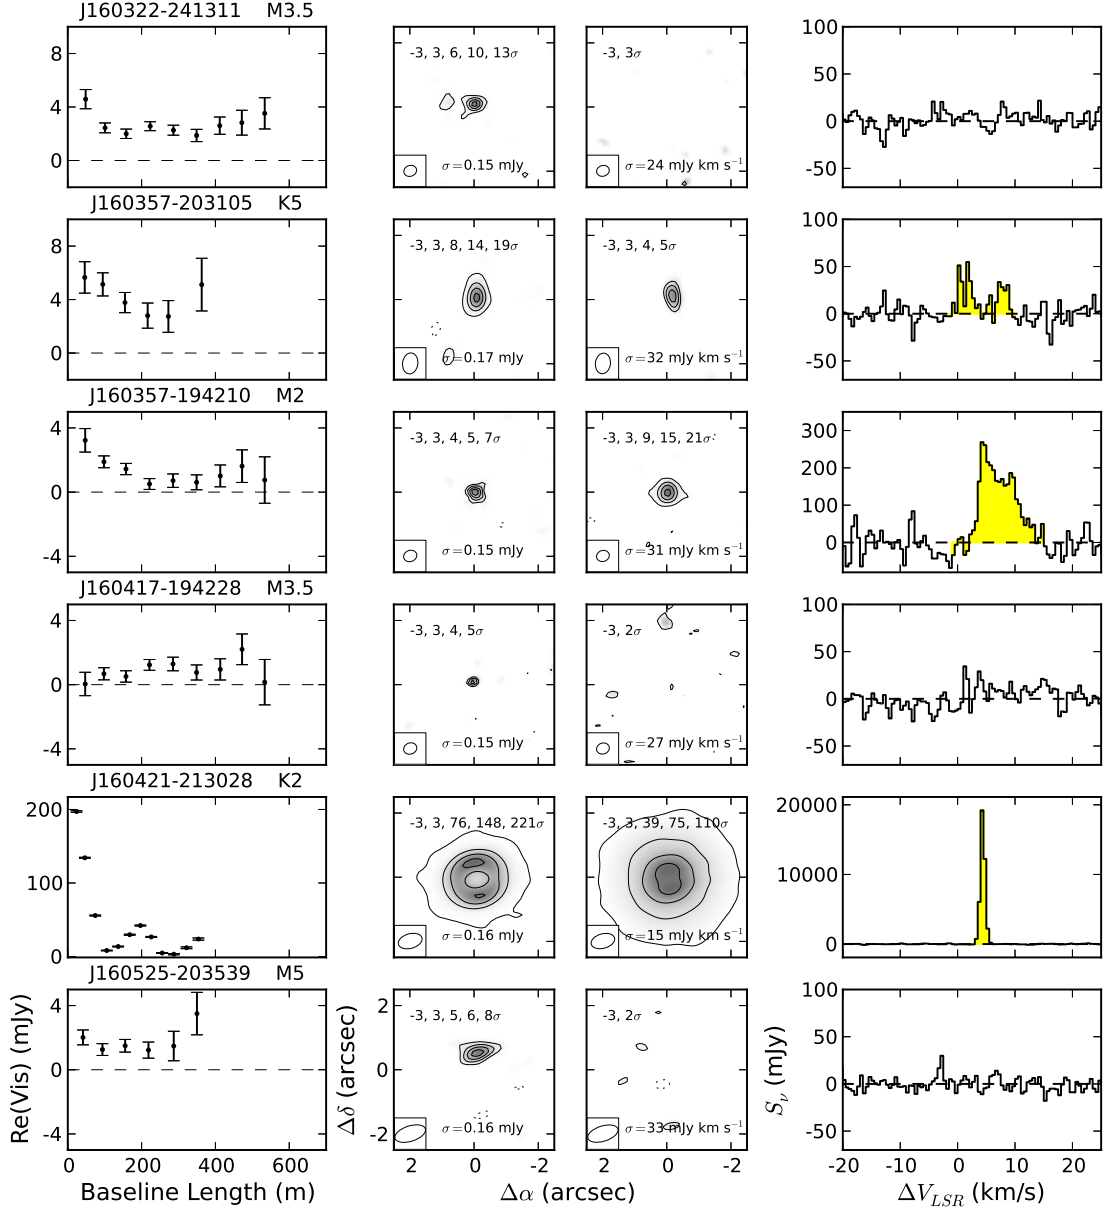 J160322-241311 M3.5
8
4
0
-3, 3, 6, 10, 13σ
σ=0.15 mJy
-3, 3σ
σ=24 mJy km s⁻¹
100
50
0
-50
J160357-203105 K5
8
4
0
-3, 3, 8, 14, 19σ
σ=0.17 mJy
-3, 3, 4, 5σ
σ=32 mJy km s⁻¹
100
50
0
-50
J160357-194210 M2
4
0
-4
-3, 3, 4, 5, 7σ
σ=0.15 mJy
-3, 3, 9, 15, 21σ
σ=31 mJy km s⁻¹
300
200
100
0
J160417-194228 M3.5
4
0
-4
-3, 3, 4, 5σ
σ=0.15 mJy
-3, 2σ
σ=27 mJy km s⁻¹
100
50
0
-50
J160421-213028 K2
200
100
0
-3, 3, 76, 148, 221σ
σ=0.16 mJy
-3, 3, 39, 75, 110σ
σ=15 mJy km s⁻¹
20000
10000
0
J160525-203539 M5
Re(Vis) (mJy)
4
0
-4
0 200 400 600
Baseline Length (m)
Δδ (arcsec)
2
0
-2
-3, 3, 5, 6, 8σ
σ=0.16 mJy
2 0 -2
-3, 2σ
σ=33 mJy km s⁻¹
2 0 -2
Δα (arcsec)
Sν (mJy)
100
50
0
-50
-20 -10 0 10 20
ΔV_LSR (km/s)